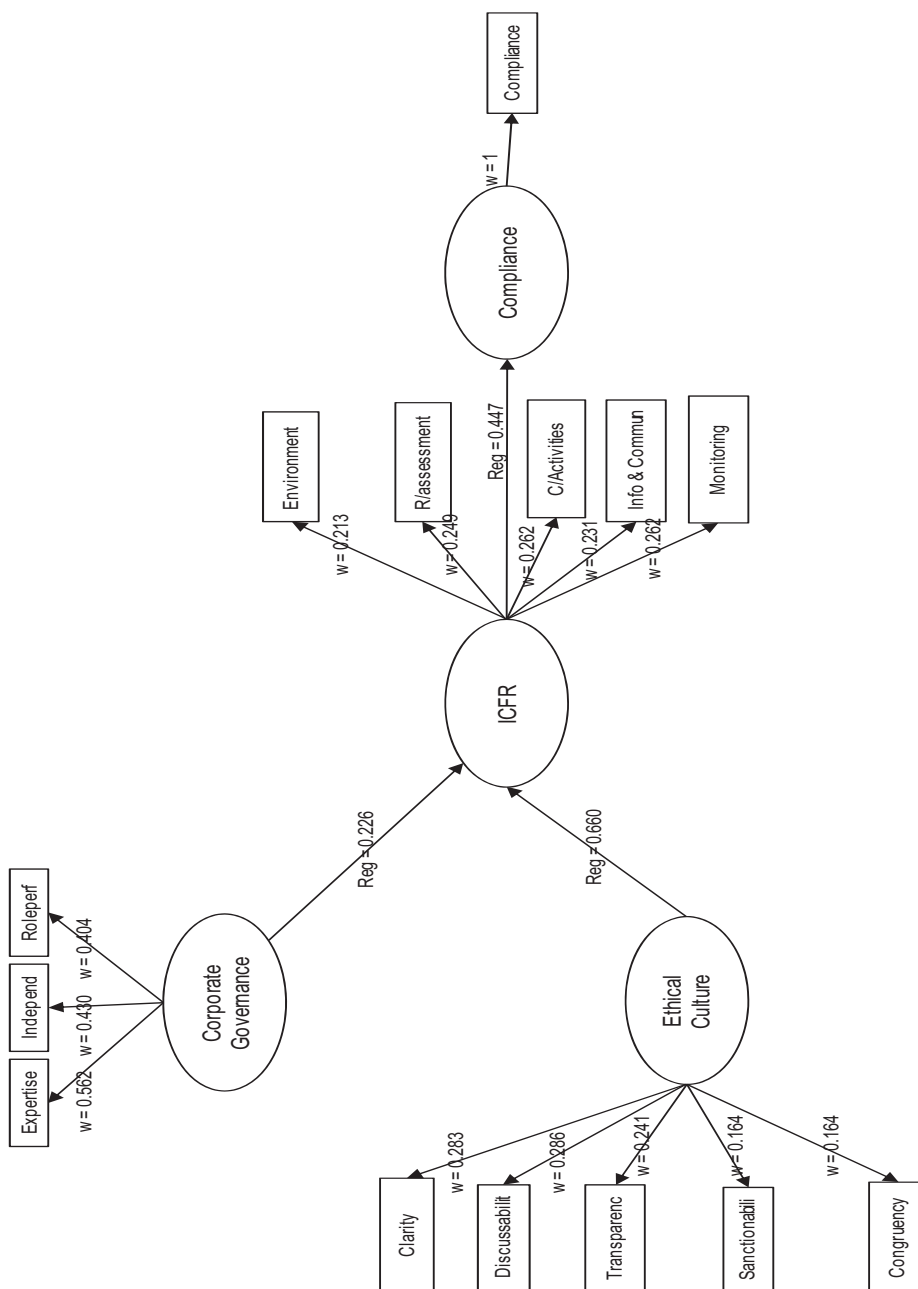 Expertise
Independ
Roleperf
w = 0.562
w = 0.430
w = 0.404
Corporate
Governance
Reg = 0.226
Clarity
Discussabilit
Transparenc
Sanctionabili
Congruency
w = 0.283
w = 0.286
w = 0.241
w = 0.164
w = 0.164
Ethical
Culture
Reg = 0.660
ICFR
w = 0.213
w = 0.249
w = 0.262
w = 0.231
w = 0.262
Environment
R/assessment
C/Activities
Info & Commun
Monitoring
Reg = 0.447
Compliance
w = 1
Compliance